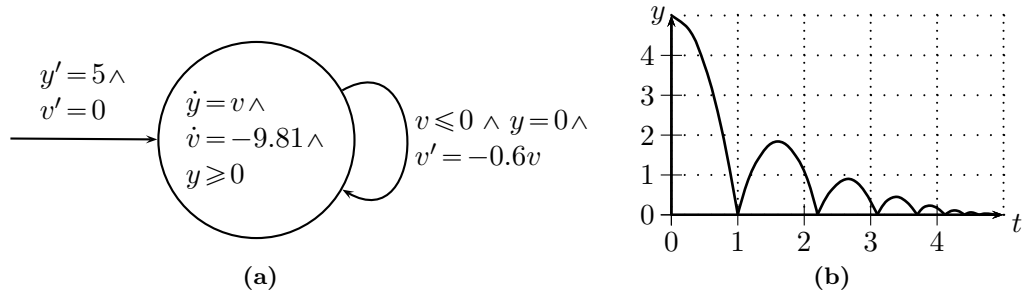 y′ = 5 ∧
v′ = 0
ẏ = v ∧
v̇ = −9.81 ∧
y ⩾ 0
v ⩽ 0 ∧ y = 0 ∧
v′ = −0.6v
(a)
y
4
3
2
1
0
0 1 2 3 4
t
(b)